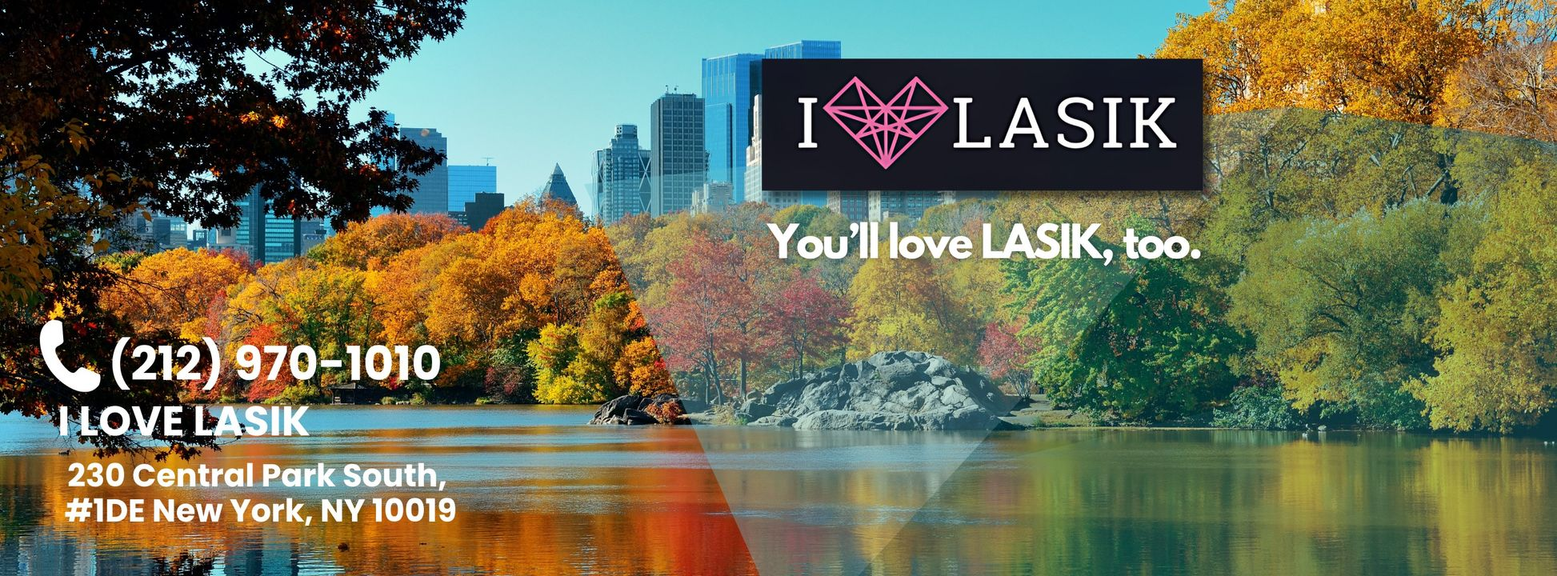 I LASIK
You'll love LASIK, too.
(212) 970-1010
I LOVE LASIK
230 Central Park South,
#1DE New York, NY 10019